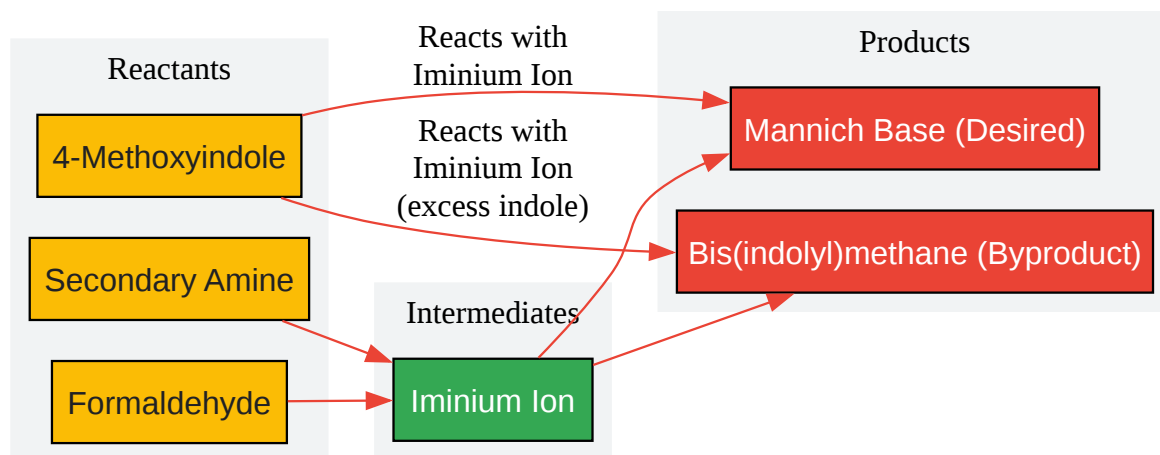 Reactants
4-Methoxyindole
Secondary Amine
Formaldehyde
Reacts with
Iminium Ion
Reacts with
Iminium Ion
(excess indole)
Intermediates
Iminium Ion
Products
Mannich Base (Desired)
Bis(indolyl)methane (Byproduct)